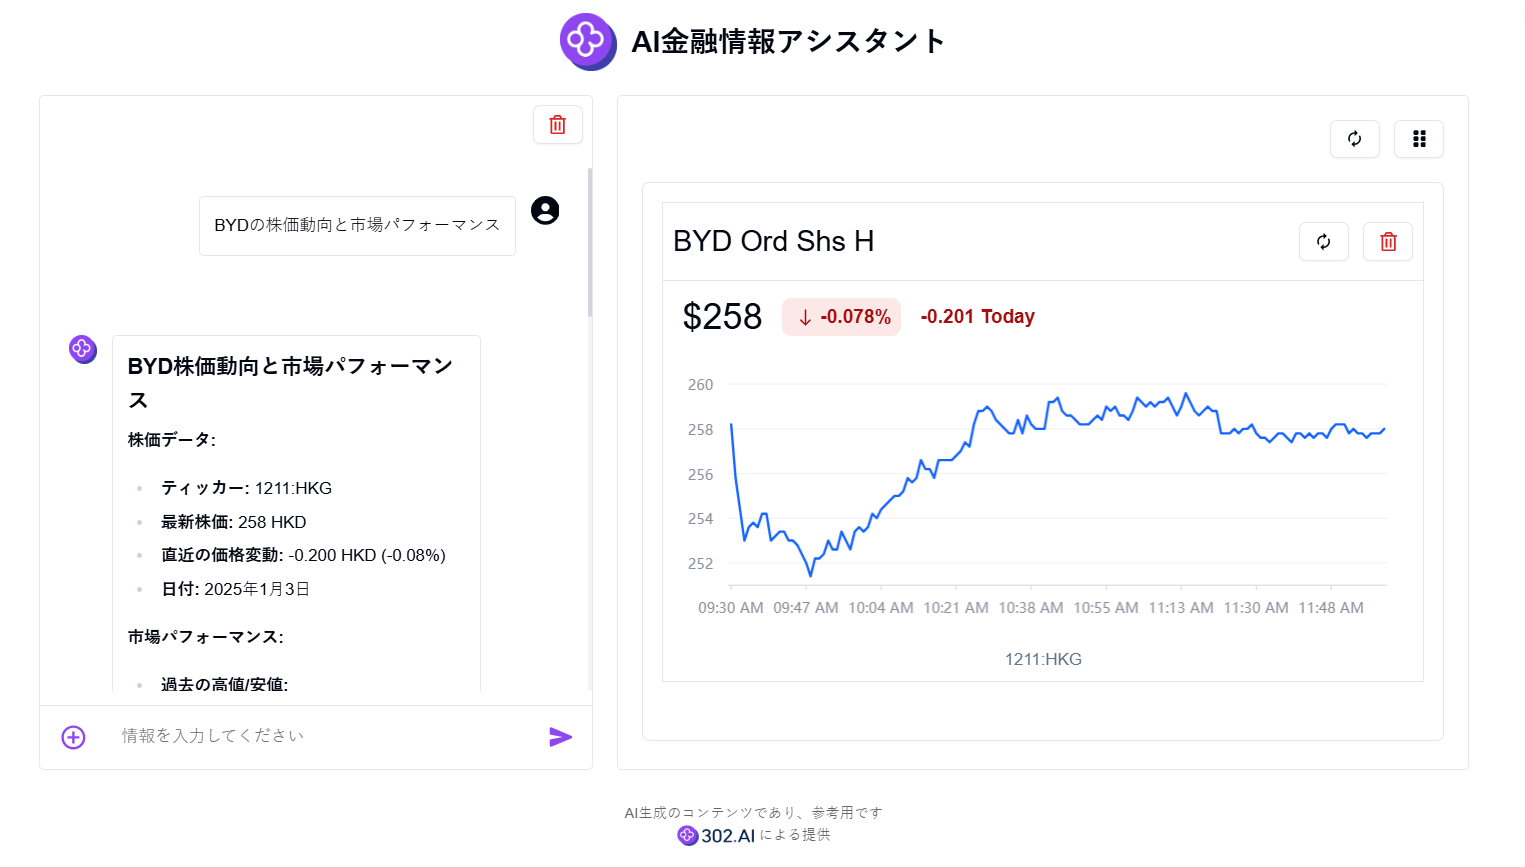 AI金融情報アシスタント
BYDの株価動向と市場パフォーマンス
BYD株価動向と市場パフォーマン
ス
株価データ:
ティッカー: 1211:HKG
最新株価: 258 HKD
直近の価格変動: -0.200 HKD (-0.08%)
日付: 2025年1月3日
市場パフォーマンス:
過去の高値/安値:
情報を入力してください
BYD Ord Shs H
$258
↓ -0.078%
-0.201 Today
260
258
256
254
252
09:30 AM 09:47 AM 10:04 AM 10:21 AM 10:38 AM 10:55 AM 11:13 AM 11:30 AM 11:48 AM
1211:HKG
AI生成のコンテンツであり、参考用です
302.AI による提供